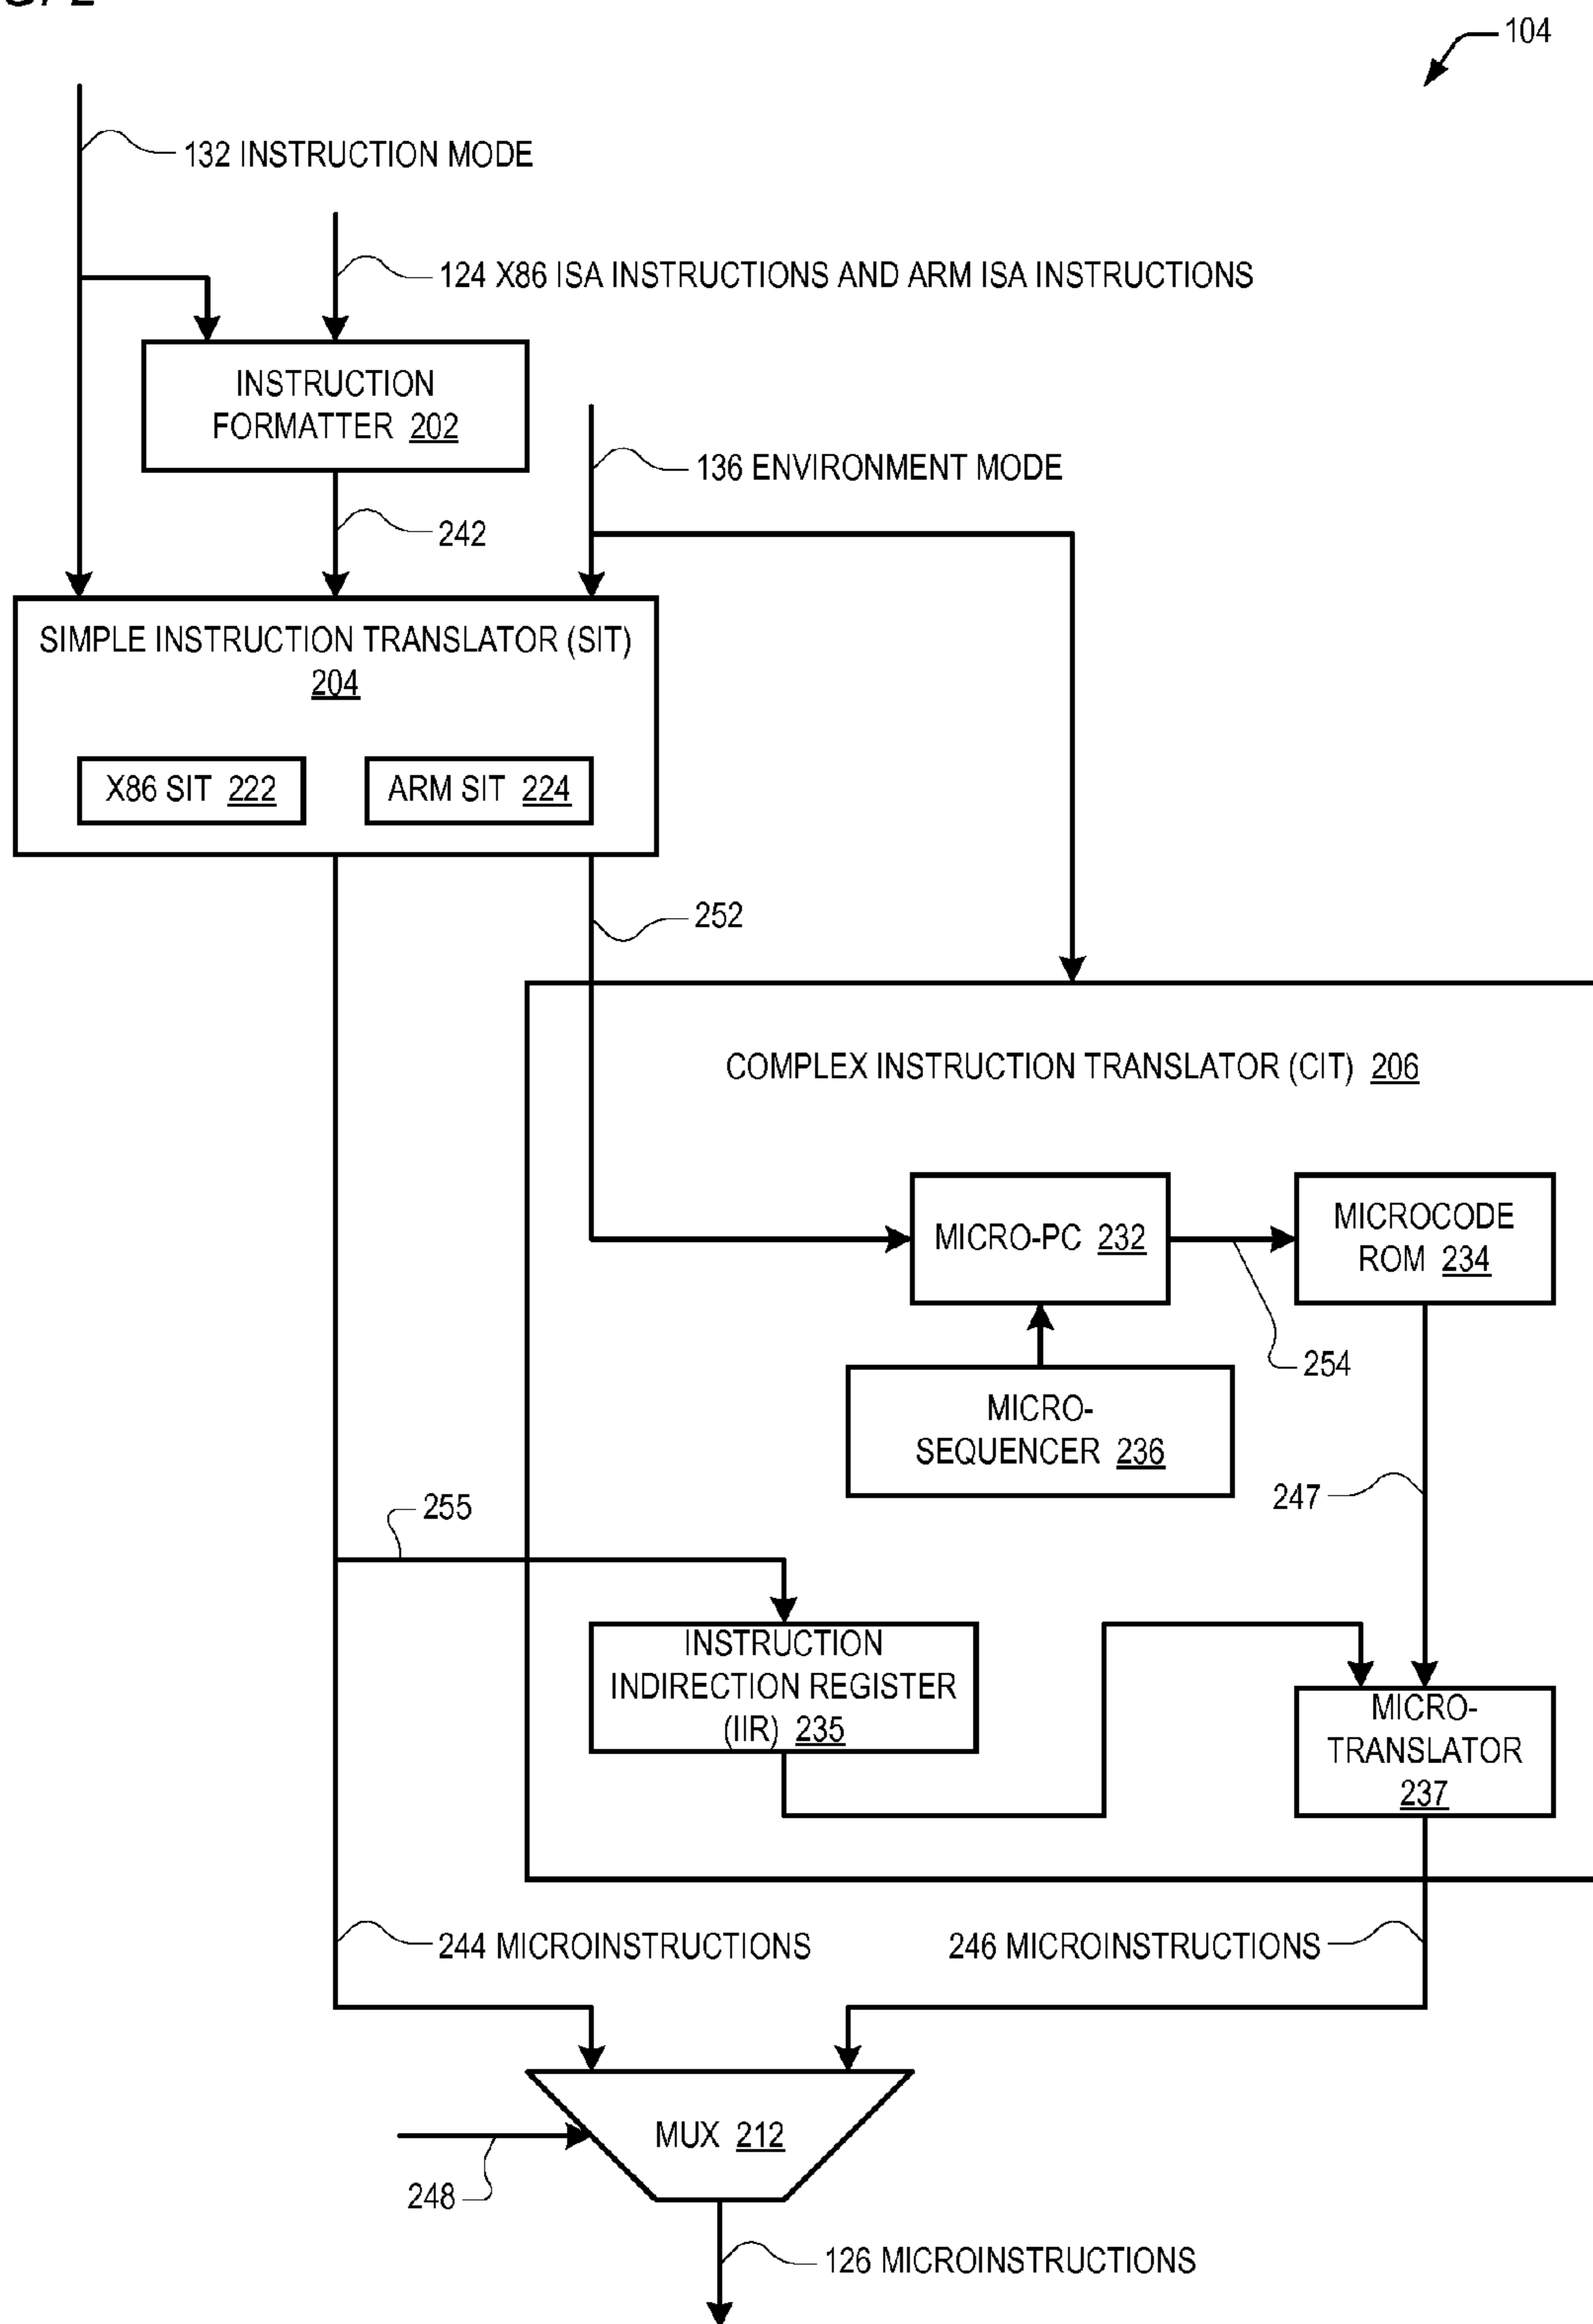 104
132 INSTRUCTION MODE
124 X86 ISA INSTRUCTIONS AND ARM ISA INSTRUCTIONS
INSTRUCTION
FORMATTER 202
136 ENVIRONMENT MODE
242
SIMPLE INSTRUCTION TRANSLATOR (SIT)
204
X86 SIT 222
ARM SIT 224
252
COMPLEX INSTRUCTION TRANSLATOR (CIT) 206
MICRO-PC 232
MICROCODE
ROM 234
254
MICRO-
SEQUENCER 236
247
255
INSTRUCTION
INDIRECTION REGISTER
(IIR) 235
MICRO-
TRANSLATOR
237
244 MICROINSTRUCTIONS
246 MICROINSTRUCTIONS
MUX 212
248
126 MICROINSTRUCTIONS